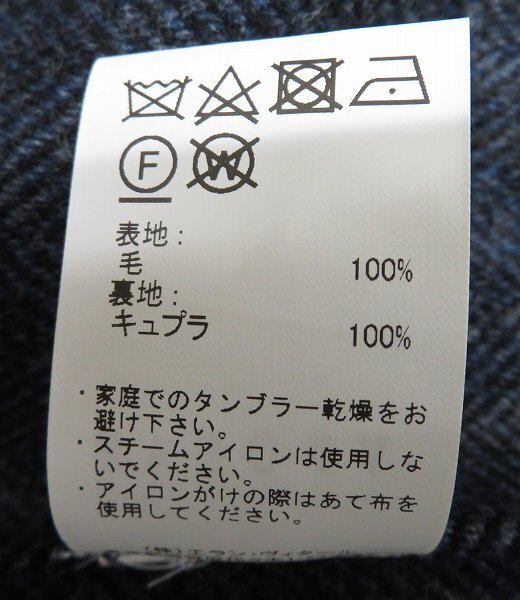 F
W
表地:
毛 100%
裏地:
キュプラ 100%
・家庭でのタンブラー乾燥をお
避け下さい。
・スチームアイロンは使用しな
いでください。
・アイロンがけの際はあて布を
使用してください。